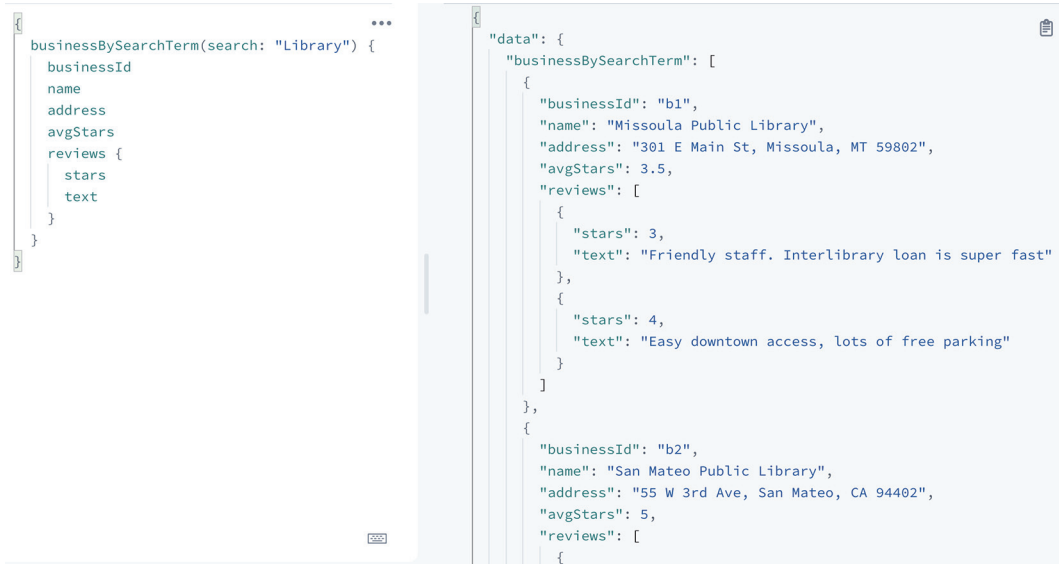 {
businessBySearchTerm(search: "Library") {
businessId
name
address
avgStars
reviews {
stars
text
}
}
}
{
"data": {
"businessBySearchTerm": [
{
"businessId": "b1",
"name": "Missoula Public Library",
"address": "301 E Main St, Missoula, MT 59802",
"avgStars": 3.5,
"reviews": [
{
"stars": 3,
"text": "Friendly staff. Interlibrary loan is super fast"
},
{
"stars": 4,
"text": "Easy downtown access, lots of free parking"
}
]
},
{
"businessId": "b2",
"name": "San Mateo Public Library",
"address": "55 W 3rd Ave, San Mateo, CA 94402",
"avgStars": 5,
"reviews": [
{